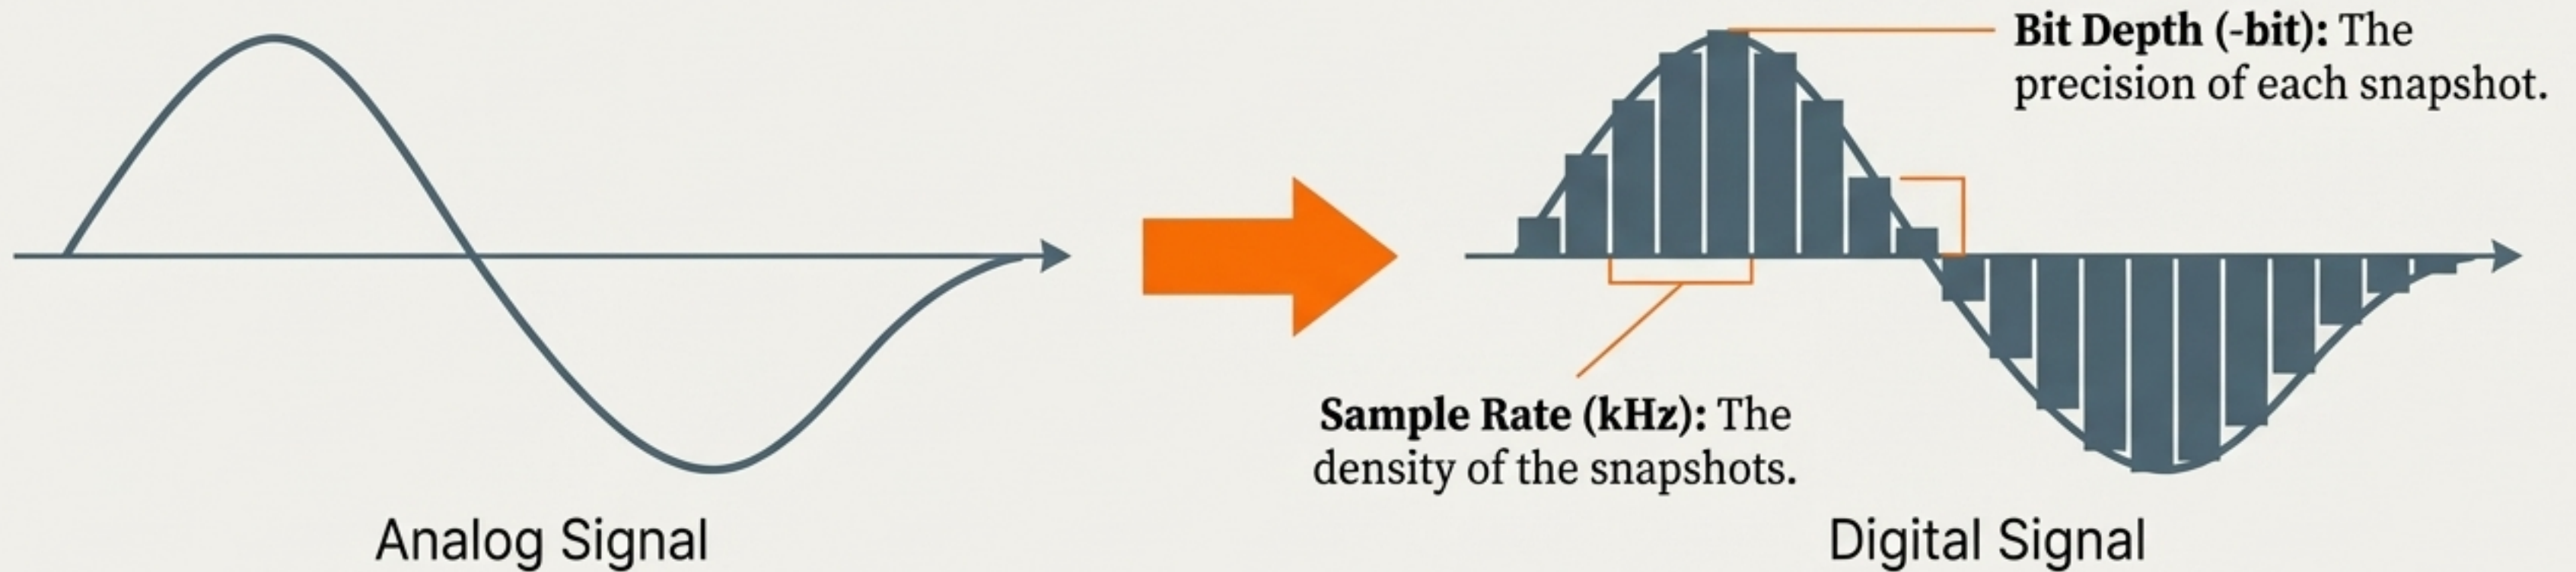 Bit Depth (-bit): The
precision of each snapshot.
Sample Rate (kHz): The
density of the snapshots.
Analog Signal
Digital Signal